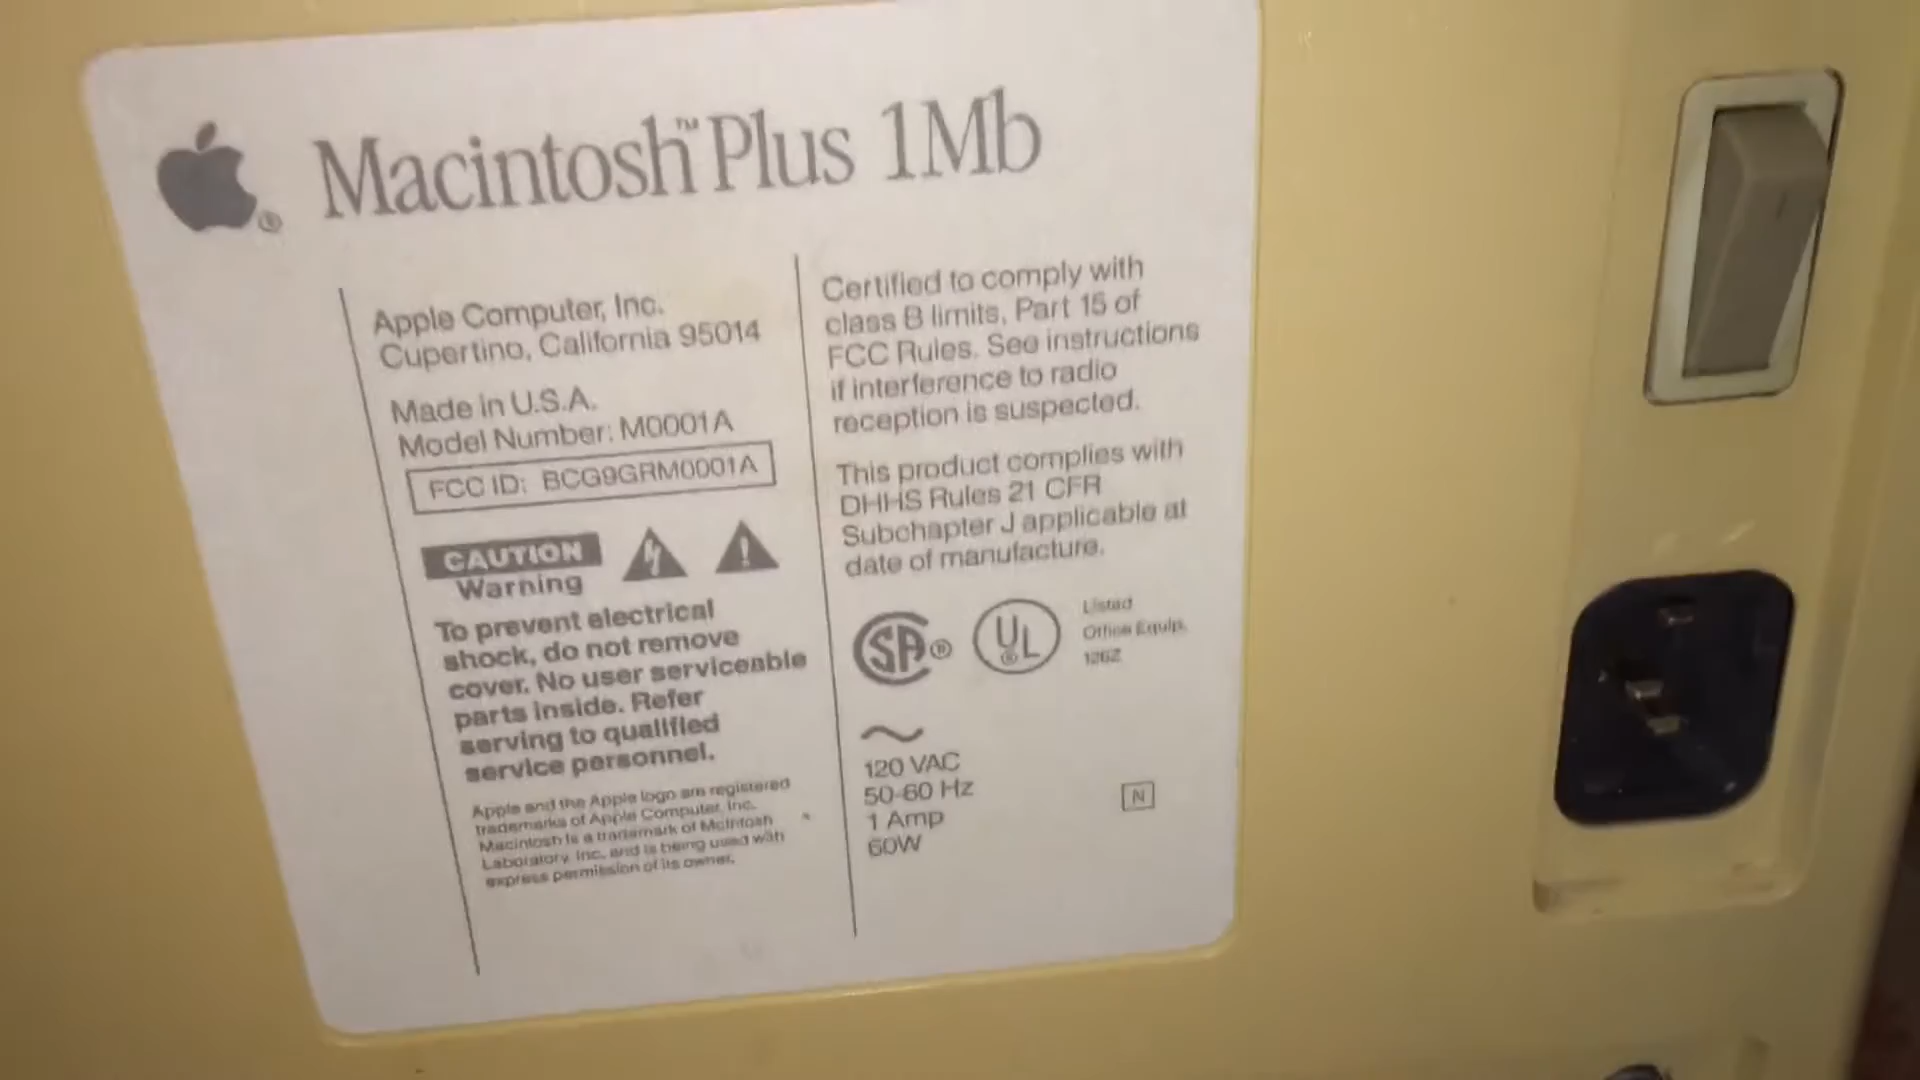 Macintosh™ Plus 1Mb
Apple Computer, Inc.
Cupertino, California 95014
Made in U.S.A.
Model Number: M0001A
FCC ID: BCG9GRM0001A
CAUTION
Warning
To prevent electrical
shock, do not remove
cover. No user serviceable
parts inside. Refer
serving to qualified
service personnel.
Apple and the Apple logo are registered
trademarks of Apple Computer, Inc.
Macintosh is a trademark of McIntosh
Laboratory, Inc. and is being used with
express permission of its owner.
Certified to comply with
class B limits, Part 15 of
FCC Rules. See instructions
if interference to radio
reception is suspected.
This product complies with
DHHS Rules 21 CFR
Subchapter J applicable at
date of manufacture.
SA®
UL®
Listed
Office Equip.
126Z
120 VAC
50-60 Hz
1 Amp
60W
N